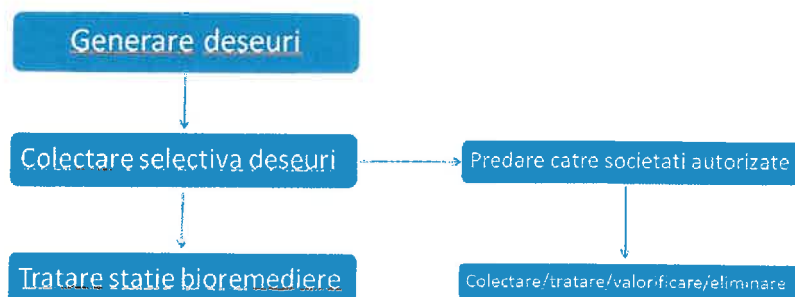 Generare deseuri
Colectare selectiva deseuri
Predare catre societati autorizate
Tratare statie bioremediere
Colectare/tratare/valorificare/eliminare